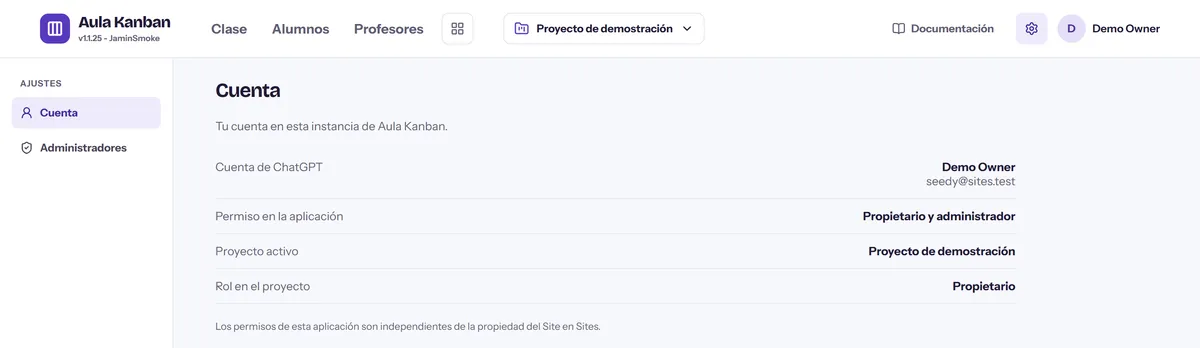 Aula Kanban
v1.1.25 - JaminSmoke
Clase
Alumnos
Profesores
Proyecto de demostración
Documentación
D
Demo Owner
AJUSTES
Cuenta
Administradores
Cuenta
Tu cuenta en esta instancia de Aula Kanban.
Cuenta de ChatGPT
Demo Owner
seedy@sites.test
Permiso en la aplicación
Propietario y administrador
Proyecto activo
Proyecto de demostración
Rol en el proyecto
Propietario
Los permisos de esta aplicación son independientes de la propiedad del Site en Sites.